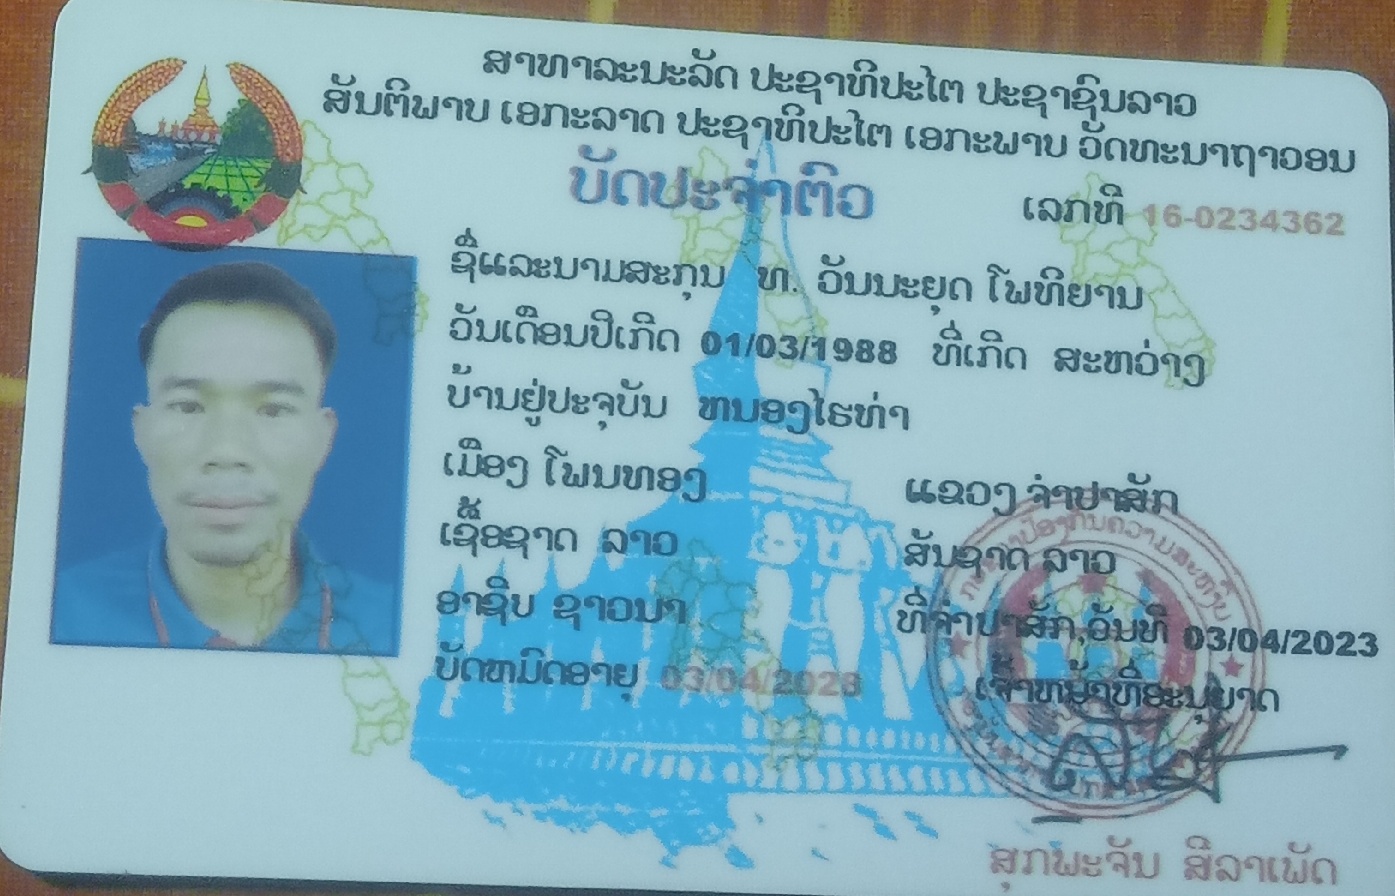 ສາທາລະນະລັດ ປະຊາທິປະໄຕ ປະຊາຊົນລາວ
ສັນຕິພາບ ເອກະລາດ ປະຊາທິປະໄຕ ເອກະພາບ ວັດທະນາຖາວອນ
ບັດປະຈຳຕົວ
ເລກທີ 16-0234362
ຊື່ແລະນາມສະກຸນ ທ. ວັນນະຍຸດ ໂພທິຍານ
ວັນເດືອນປີເກີດ 01/03/1988 ທີ່ເກີດ ສະຫວ່າງ
ບ້ານຢູ່ປະຈຸບັນ ຫນອງໄຮທ່າ
ເມືອງ ໂພນທອງ ແຂວງ ຈຳປາສັກ
ເຊື້ອຊາດ ລາວ ສັນຊາດ ລາວ
ອາຊີບ ຊາວນາ ທີ່ຈຳປາສັກ,ວັນທີ 03/04/2023
ບັດຫມົດອາຍຸ 03/04/2028 ເຈົ້າຫນ້າທີ່ອະນຸຍາດ
ສຸກພະຈັນ ສີລາເພັດ